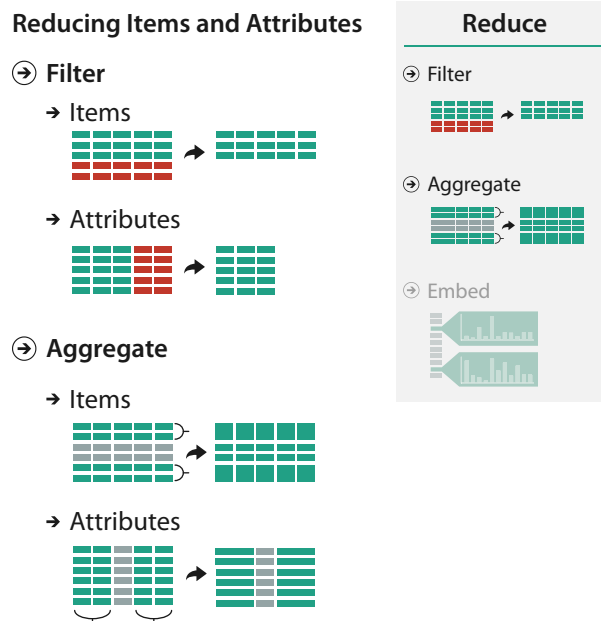 Reducing Items and Attributes
Filter
Items
Attributes
Aggregate
Items
Attributes
Reduce
Filter
Aggregate
Embed